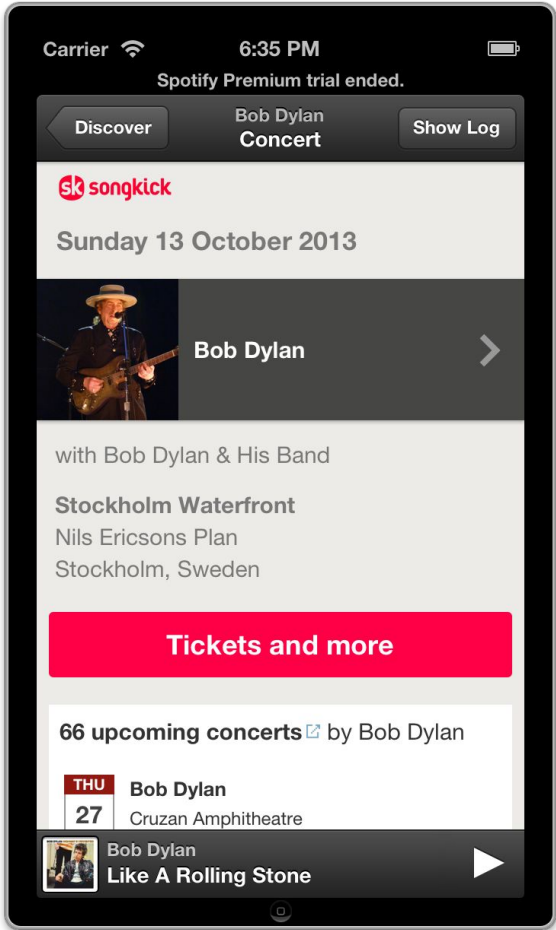 Carrier 6:35 PM
Spotify Premium trial ended.
Discover
Bob Dylan
Concert
Show Log
sk songkick
Sunday 13 October 2013
Bob Dylan
with Bob Dylan & His Band
Stockholm Waterfront
Nils Ericsons Plan
Stockholm, Sweden
Tickets and more
66 upcoming concerts by Bob Dylan
THU
27
Bob Dylan
Cruzan Amphitheatre
Bob Dylan
Like A Rolling Stone